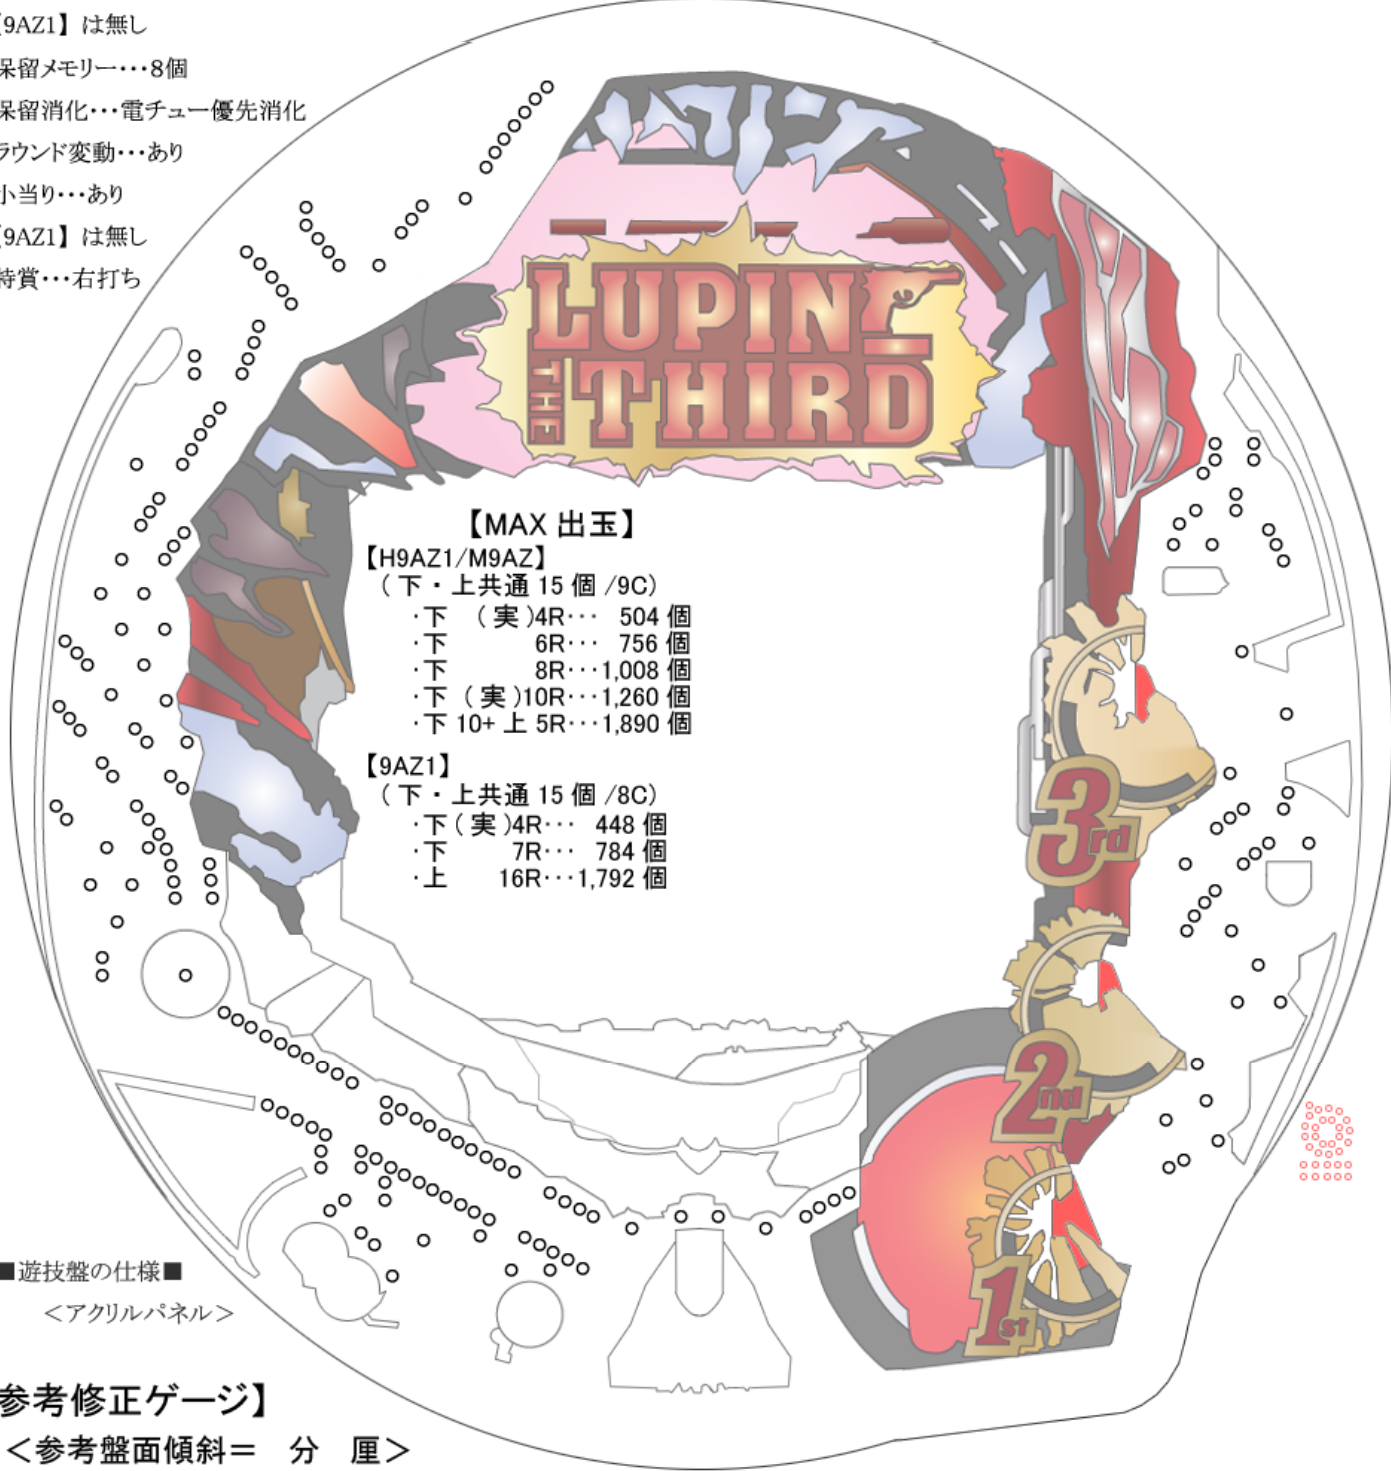 【9AZ1】は無し
保留メモリー･･･8個
保留消化･･･電チュー優先消化
ラウンド変動･･･あり
小当り･･･あり
【9AZ1】は無し
特賞･･･右打ち
LUPIN
THE THIRD
【MAX 出玉】
【H9AZ1/M9AZ】
（下・上共通 15 個 /9C）
・下 （実）4R･･･ 504 個
・下 6R･･･ 756 個
・下 8R･･･1,008 個
・下（実）10R･･･1,260 個
・下 10+ 上 5R･･･1,890 個
【9AZ1】
（下・上共通 15 個 /8C）
・下（実）4R･･･ 448 個
・下 7R･･･ 784 個
・上 16R･･･1,792 個
3rd
2nd
1st
■遊技盤の仕様■
＜アクリルパネル＞
参考修正ゲージ】
＜参考盤面傾斜＝ 分 厘＞